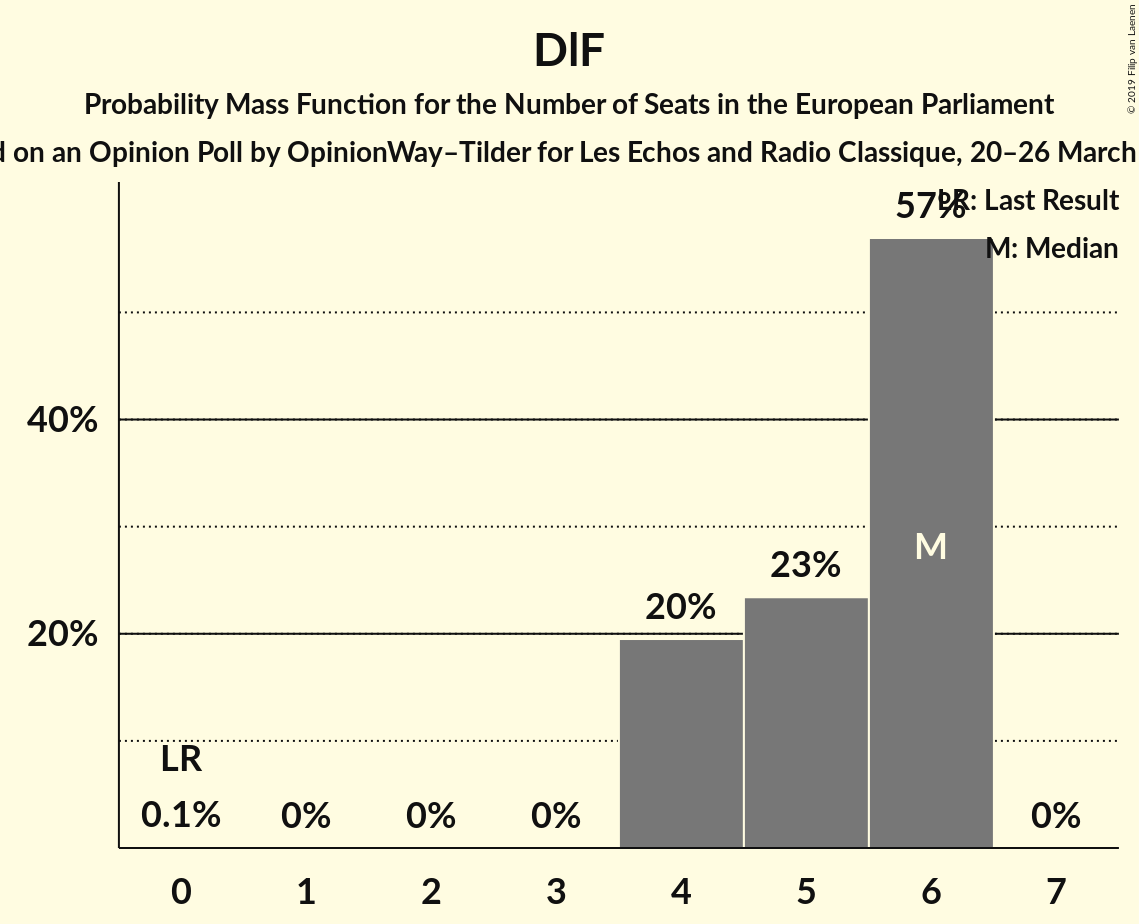 DlF
Probability Mass Function for the Number of Seats in the European Parliament
on an Opinion Poll by OpinionWay–Tilder for Les Echos and Radio Classique, 20–26 March
© 2019 Filip van Laenen
LR: Last Result
M: Median
57%
40%
M
23%
20%
20%
LR
0.1%
0%
0%
0%
0%
0
1
2
3
4
5
6
7